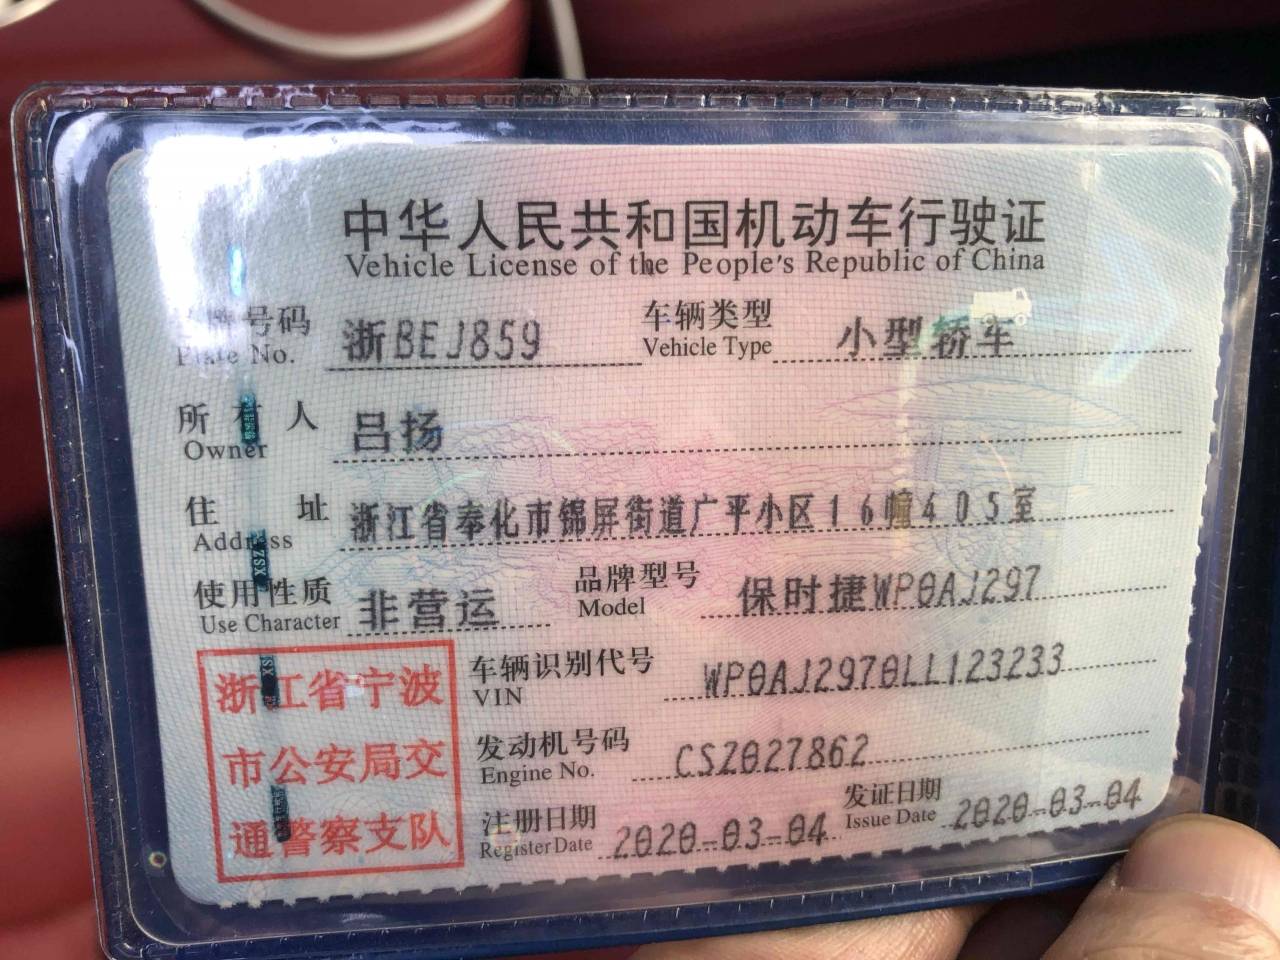 中华人民共和国机动车行驶证
Vehicle License of the People's Republic of China
号牌号码 浙BEJ859 车辆类型 小型轿车
Plate No. Vehicle Type
所有人 吕扬
Owner
住址 浙江省奉化市锦屏街道广平小区16幢405室
Address
使用性质 非营运 品牌型号 保时捷WP0AJ297
Use Character Model
浙江省宁波
市公安局交
通警察支队
车辆识别代号 WP0AJ2970LL123233
VIN
发动机号码 CSZ027862
Engine No.
注册日期 2020-03-04 发证日期 2020-03-04
Register Date Issue Date